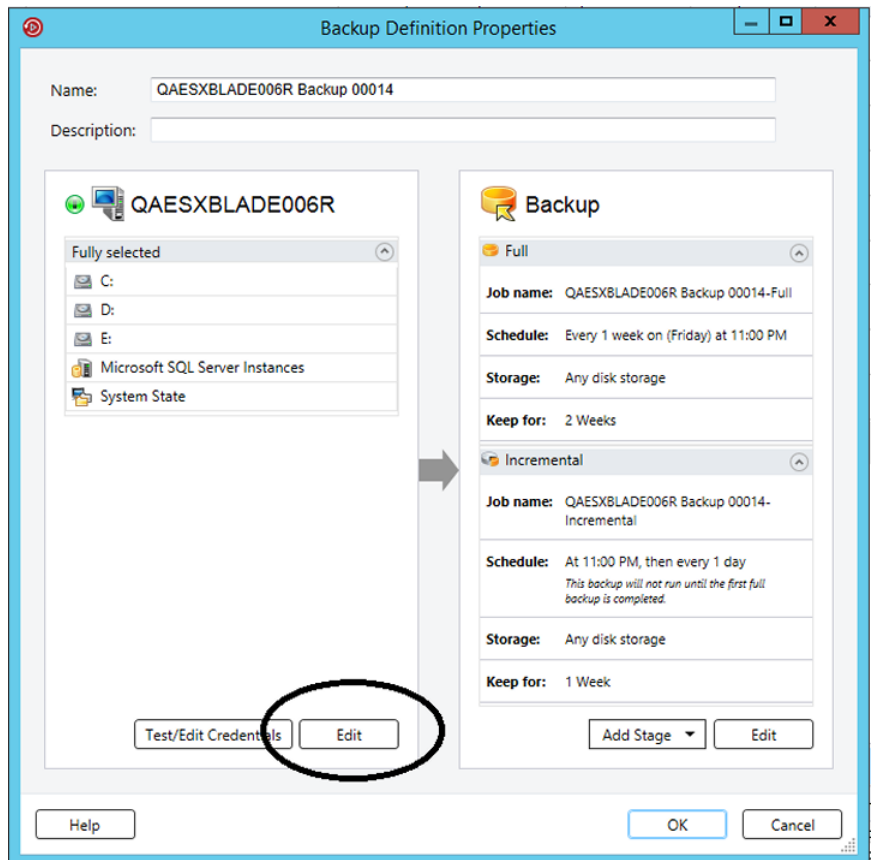 Backup Definition Properties
Name: QAESXBLADE006R Backup 00014
Description:
QAESXBLADE006R
Fully selected
C:
D:
E:
Microsoft SQL Server Instances
System State
Test/Edit Credentials
Edit
Backup
Full
Job name: QAESXBLADE006R Backup 00014-Full
Schedule: Every 1 week on (Friday) at 11:00 PM
Storage: Any disk storage
Keep for: 2 Weeks
Incremental
Job name: QAESXBLADE006R Backup 00014-
Incremental
Schedule: At 11:00 PM, then every 1 day
This backup will not run until the first full
backup is completed.
Storage: Any disk storage
Keep for: 1 Week
Add Stage
Edit
Help
OK
Cancel